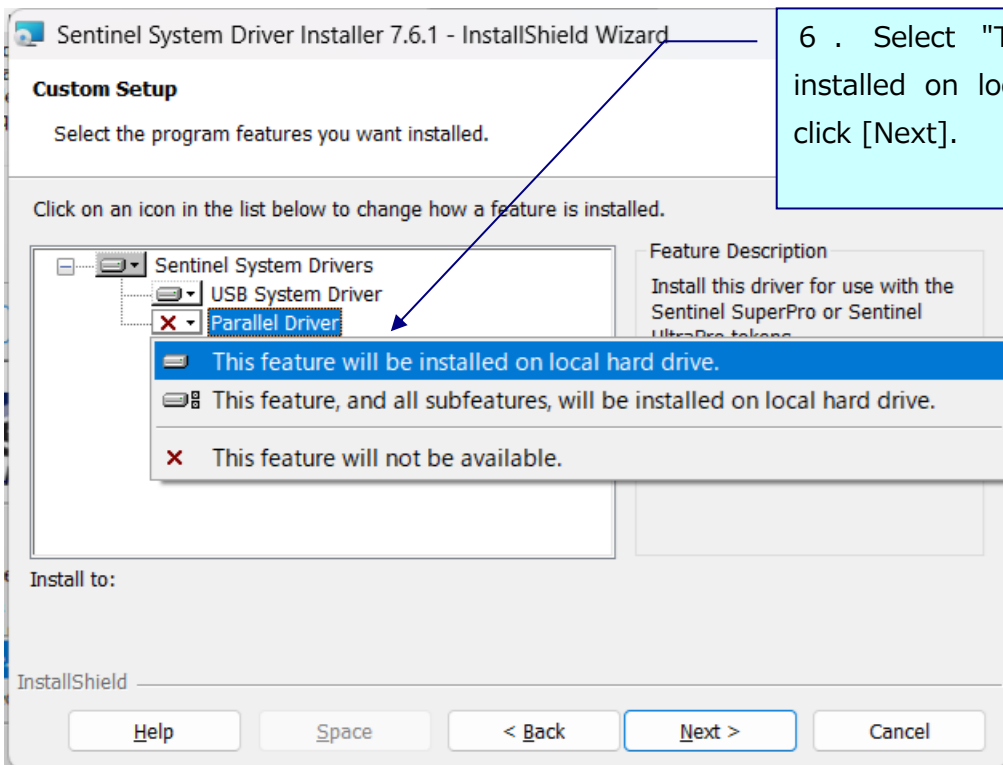 Sentinel System Driver Installer 7.6.1 - InstallShield Wizard
6 . Select "T
installed on loc
click [Next].
Custom Setup
Select the program features you want installed.
Click on an icon in the list below to change how a feature is installed.
Sentinel System Drivers
USB System Driver
Parallel Driver
Feature Description
Install this driver for use with the
Sentinel SuperPro or Sentinel
UltraPro tokens
This feature will be installed on local hard drive.
This feature, and all subfeatures, will be installed on local hard drive.
This feature will not be available.
Install to:
InstallShield
Help
Space
< Back
Next >
Cancel